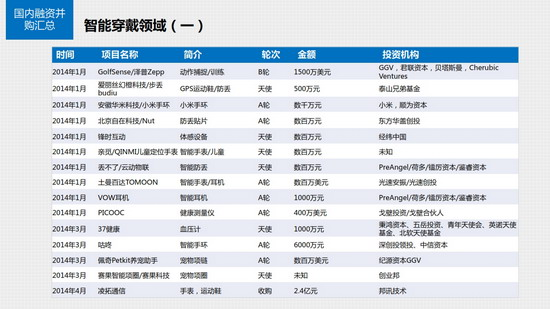 国内融资并
购汇总
智能穿戴领域（一）
时间 项目名称 简介 轮次 金额 投资机构
2014年1月 GolfSense/泽普Zepp 动作捕捉/训练 B轮 1500万美元 GGV，君联资本，贝塔斯曼，Cherubic
Ventures
2014年1月 爱丽丝幻橙科技/步丢
budiu GPS运动鞋/防丢 天使 500万元 泰山兄弟基金
2014年1月 安徽华米科技/小米手环 小米手环 A轮 数千万元 小米，顺为资本
2014年1月 北京自在科技/Nut 防丢贴片 A轮 数百万元 东方华盖创投
2014年1月 锋时互动 体感设备 天使 数百万元 经纬中国
2014年1月 亲觅/QINMI儿童定位手表 智能手表/儿童 天使 数百万元 未知
2014年1月 丢不了/云动物联 智能防丢 天使 数百万元 PreAngel/荷多/镭厉资本/鉴睿资本
2014年1月 土曼百达TOMOON 智能手表/耳机 A轮 数百万美元 光速安振/光速创投
2014年1月 VOW耳机 智能耳机 A轮 1000万元 PreAngel/荷多/镭厉资本/鉴睿资本
2014年1月 PICOOC 健康测量仪 A轮 400万美元 戈壁投资/戈壁合伙人
2014年3月 37健康 血压计 天使 1000万元 秉鸿资本、五岳投资、青年天使会、英诺天
使基金、北软天使基金
2014年3月 咕咚 智能手环 A轮 6000万元 深创投领投、中信资本
2014年3月 佩奇Petkit养宠助手 宠物项链 A轮 数百万美元 纪源资本GGV
2014年3月 赛果智能项圈/赛果科技 宠物项圈 天使 未知 创业邦
2014年4月 凌拓通信 手表，运动鞋 收购 2.4亿元 邦讯技术